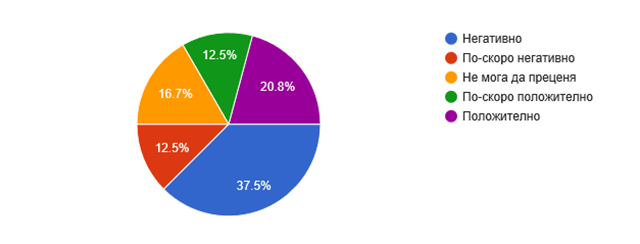 12.5%
20.8%
16.7%
12.5%
37.5%
Негативно
По-скоро негативно
Не мога да преценя
По-скоро положително
Положително